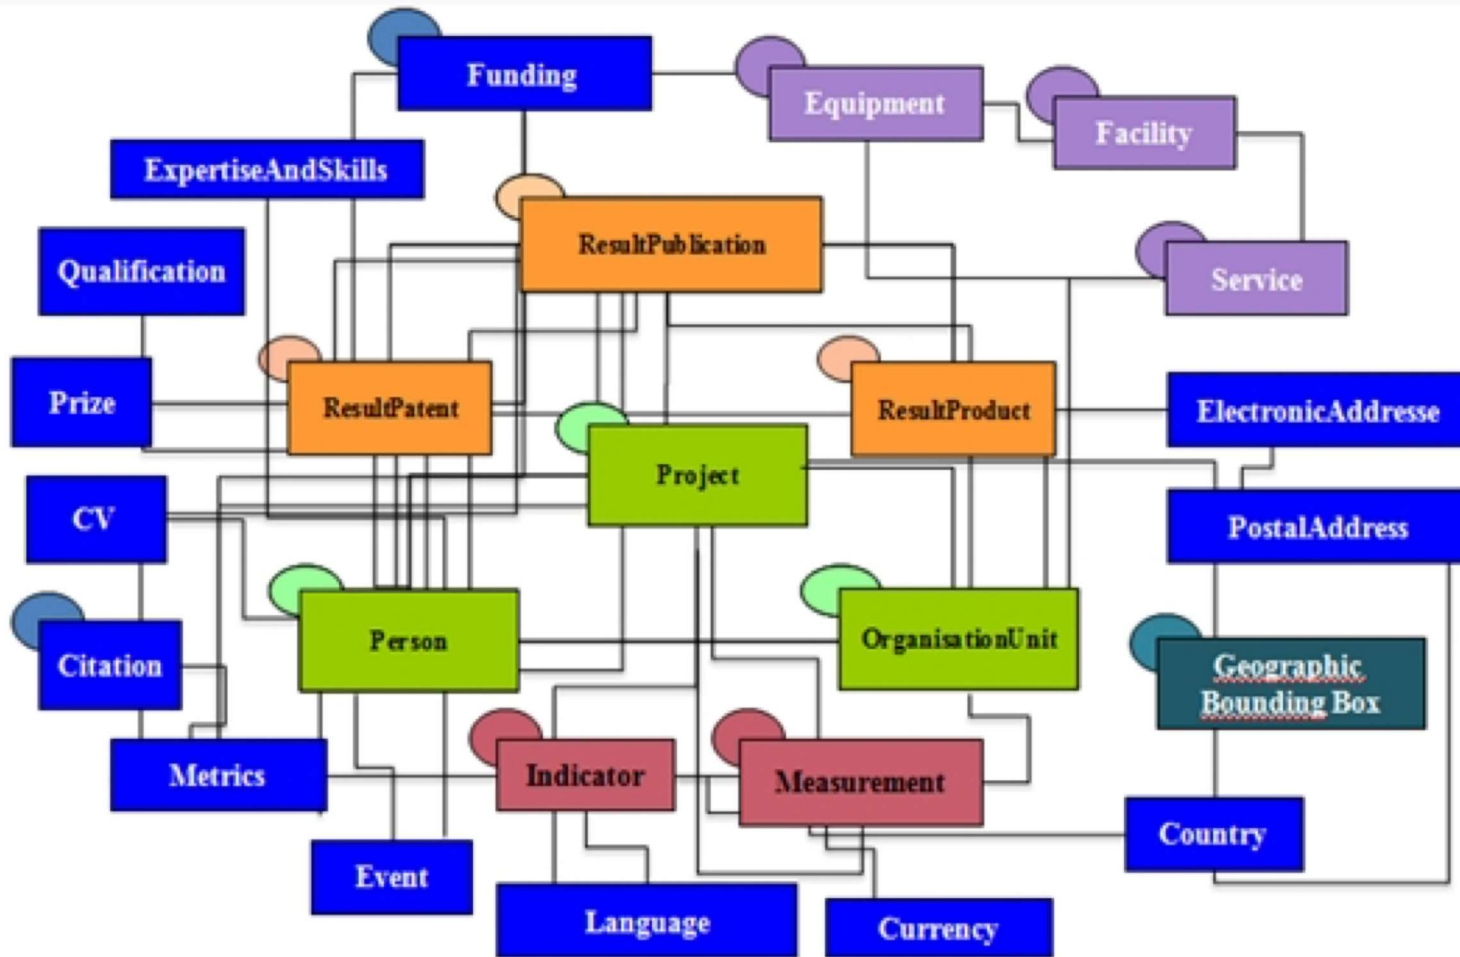 Funding
Equipment
Facility
ExpertiseAndSkills
ResultPublication
Qualification
Service
Prize
ResultPatent
ResultProduct
ElectronicAddresse
Project
CV
PostalAddress
Person
OrganisationUnit
Citation
Geographic
Bounding Box
Metrics
Indicator
Measurement
Country
Event
Language
Currency